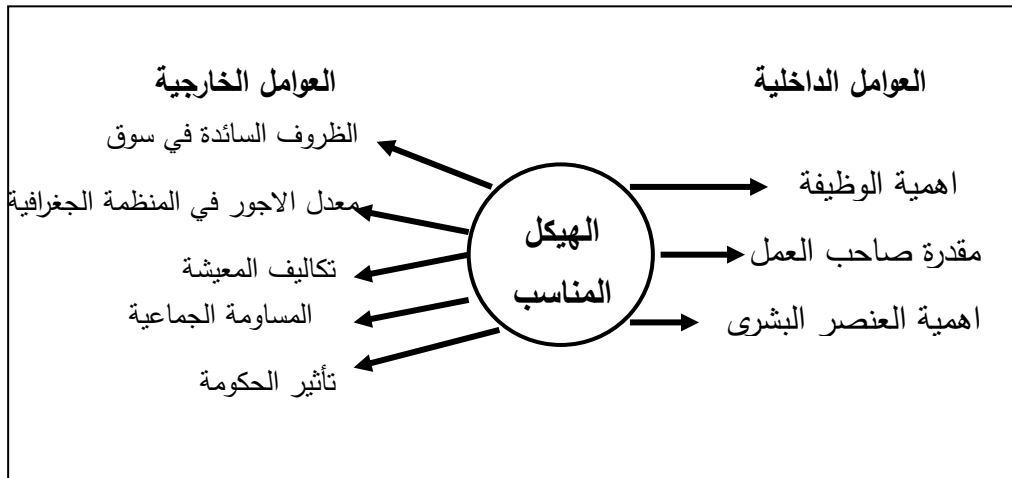 العوامل الداخلية
اهمية الوظيفة
مقدرة صاحب العمل
اهمية العنصر البشرى
الهيكل
المناسب
العوامل الخارجية
الظروف السائدة في سوق
معدل الاجور في المنظمة الجغرافية
تكاليف المعيشة
المساومة الجماعية
تأثير الحكومة